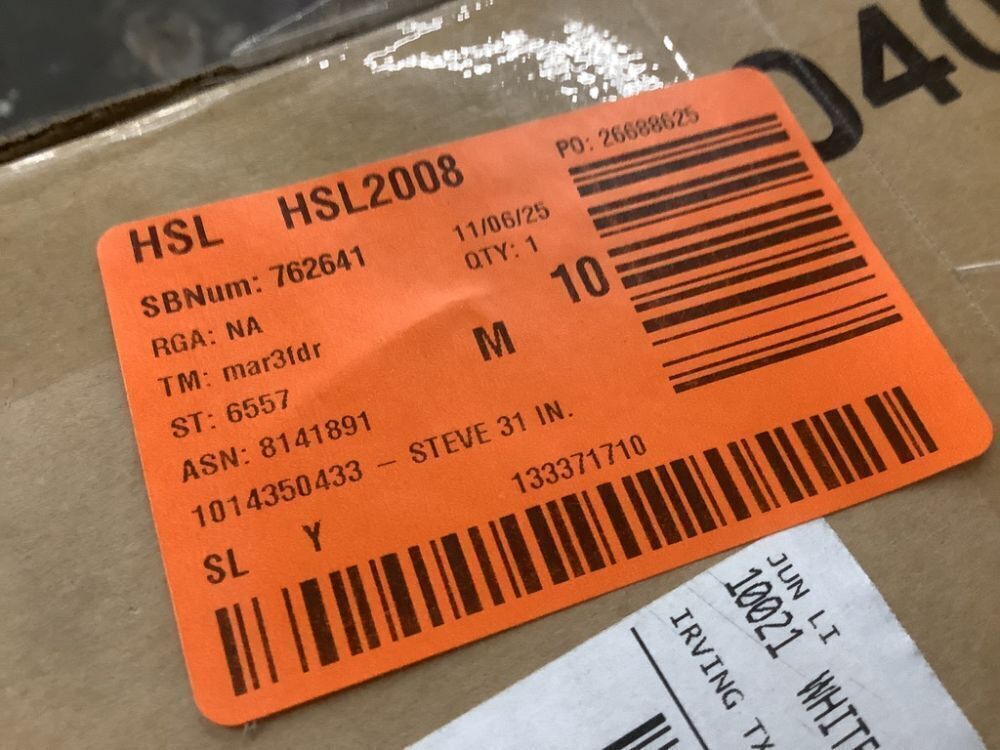 HSL HSL2008
PO: 26688625
SBNum: 762641
11/06/25
RGA: NA
QTY: 1
10
TM: mar3fdr
M
ST: 6557
ASN: 8141891
1014350433 – STEVE 31 IN.
133371710
SL Y
JUN LI
10021
IRVING TX